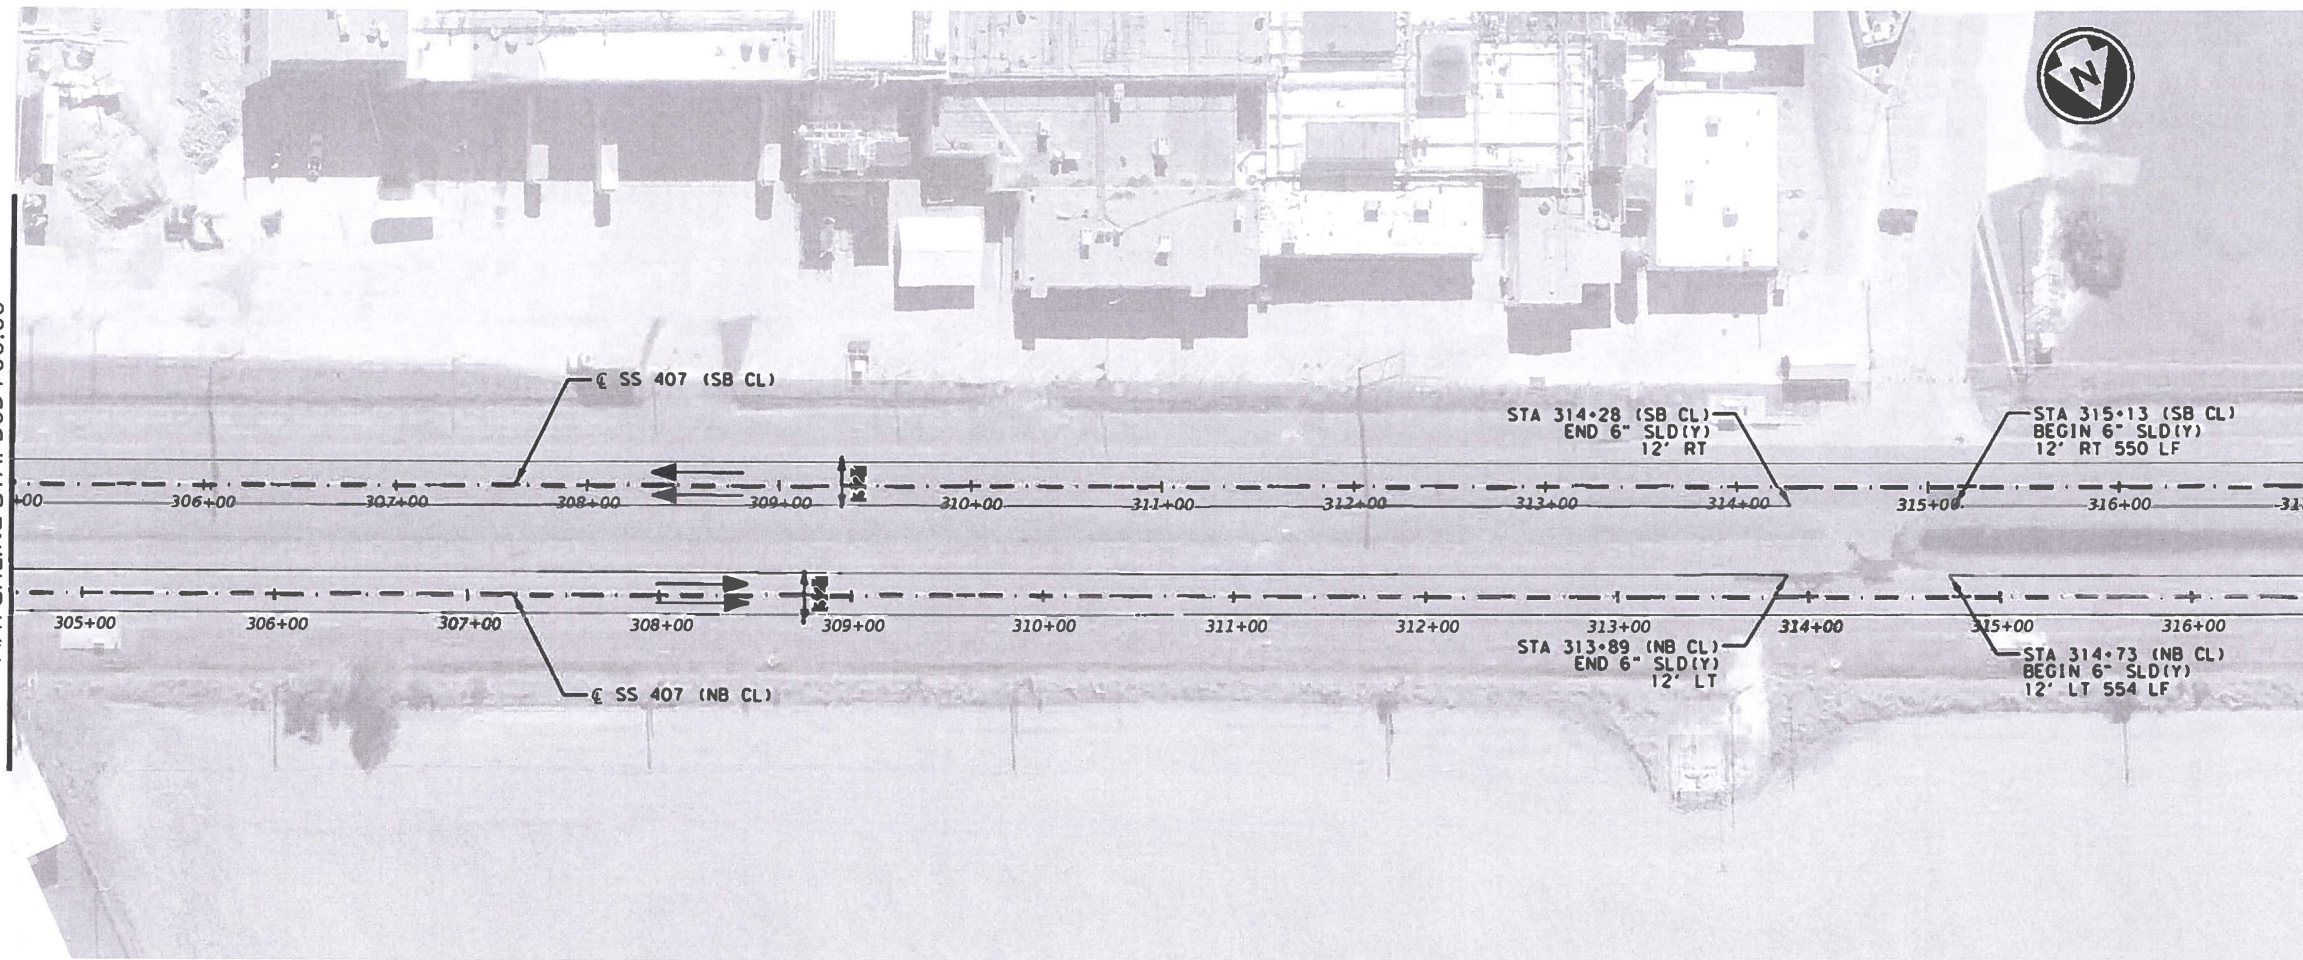 N
℄ SS 407 (SB CL)
STA 314+28 (SB CL)
END 6" SLD(Y)
12' RT
STA 315+13 (SB CL)
BEGIN 6" SLD(Y)
12' RT 550 LF
+00 306+00 307+00 308+00 309+00 310+00 311+00 312+00 313+00 314+00 315+00 316+00 31
305+00 306+00 307+00 308+00 309+00 310+00 311+00 312+00 313+00 314+00 315+00 316+00
STA 313+89 (NB CL)
END 6" SLD(Y)
12' LT
STA 314+73 (NB CL)
BEGIN 6" SLD(Y)
12' LT 554 LF
℄ SS 407 (NB CL)